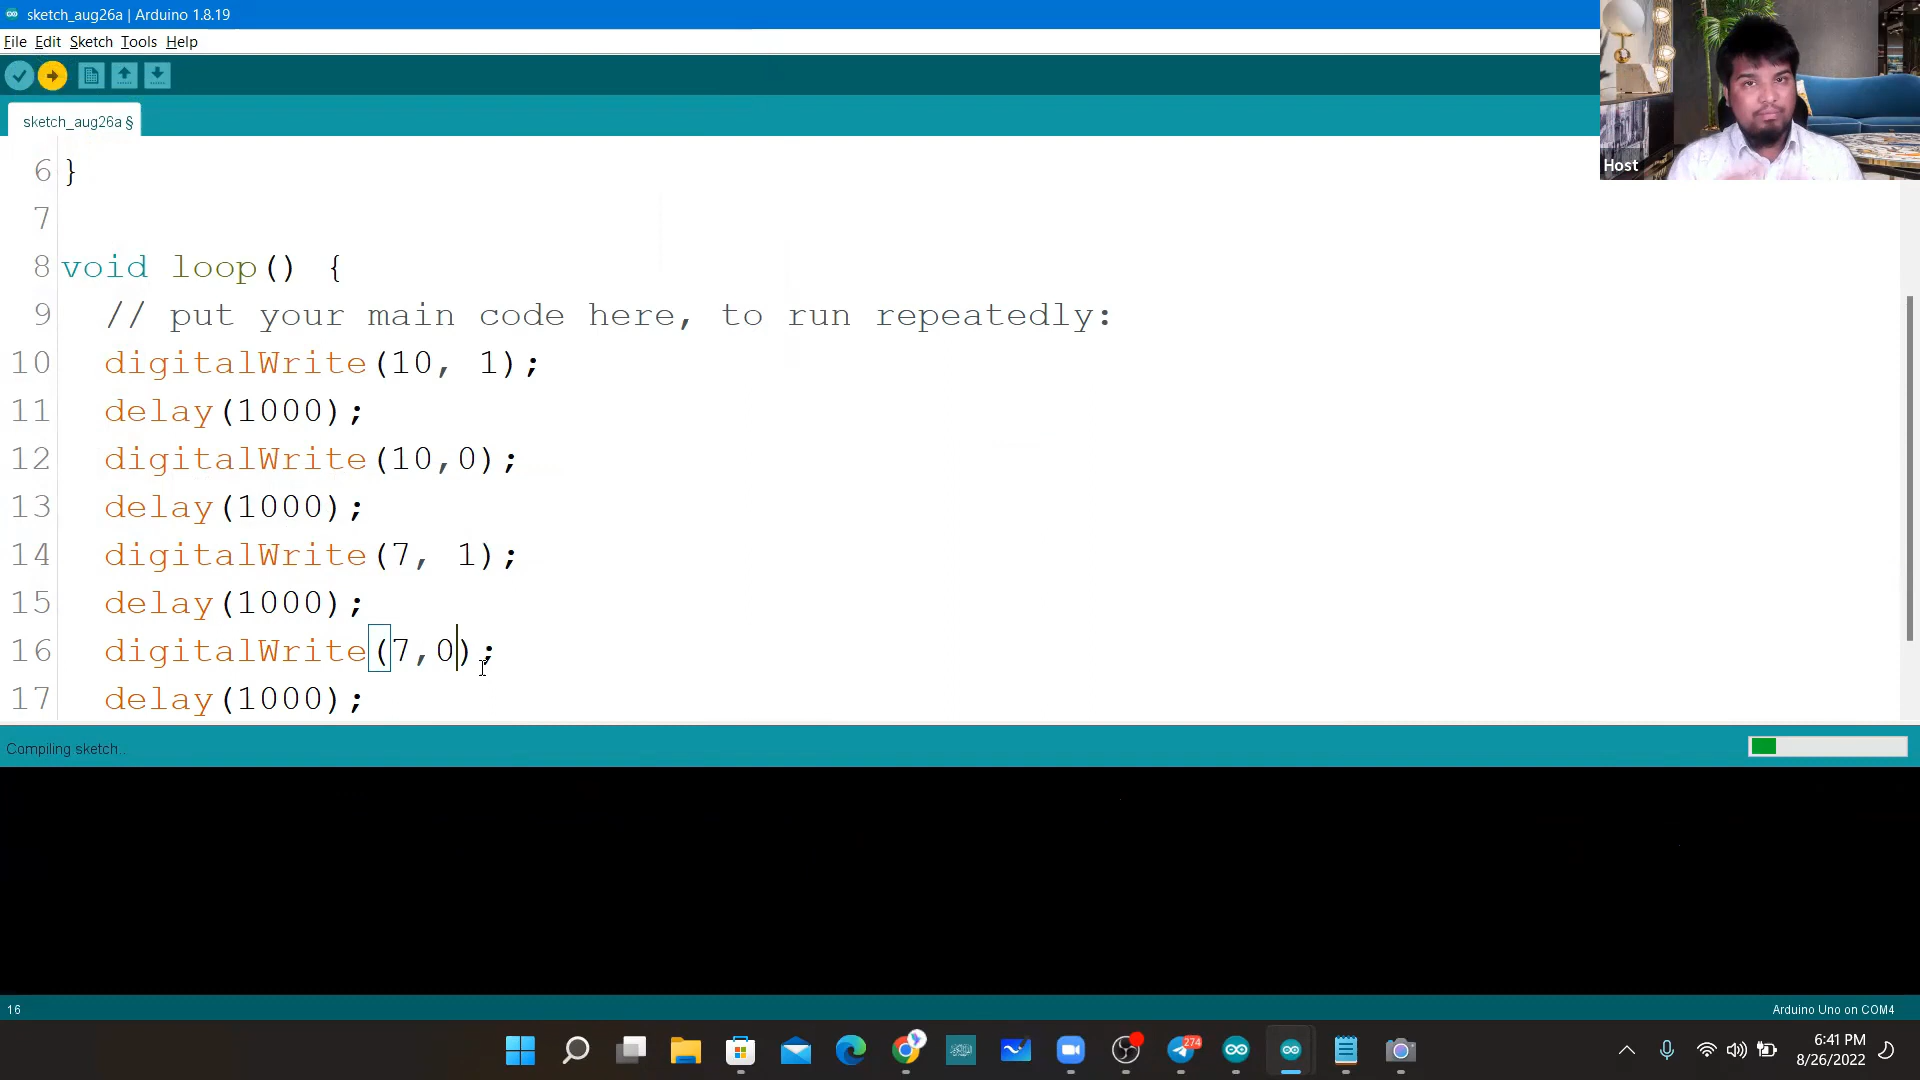 sketch_aug26a | Arduino 1.8.19
File Edit Sketch Tools Help
sketch_aug26a §
Host
6 }
7
8 void loop() {
9 // put your main code here, to run repeatedly:
10 digitalWrite(10, 1);
11 delay(1000);
12 digitalWrite(10,0);
13 delay(1000);
14 digitalWrite(7, 1);
15 delay(1000);
16 digitalWrite(7,0);
17 delay(1000);
Compiling sketch..
16
Arduino Uno on COM4
274
6:41 PM
8/26/2022